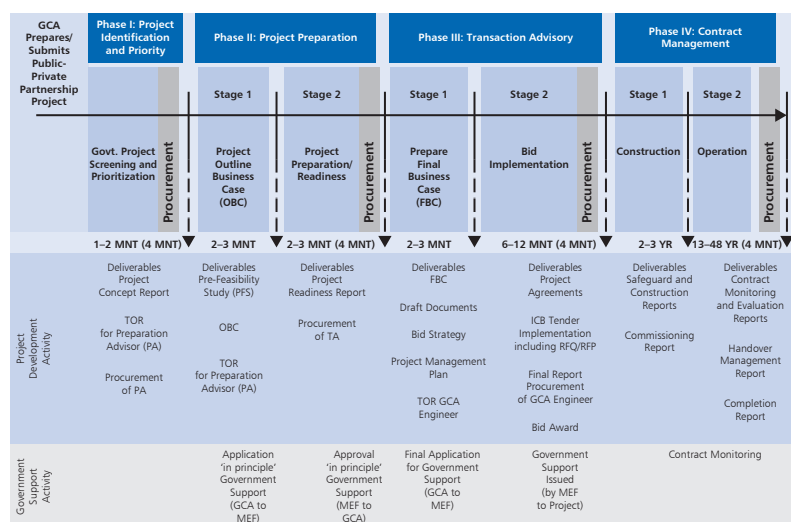 GCA
Prepares/
Submits
Public-
Private
Partnership
Project
Phase I: Project
Identification
and Priority
Phase II: Project Preparation
Phase III: Transaction Advisory
Phase IV: Contract
Management
Stage 1
Stage 2
Stage 1
Stage 2
Stage 1
Stage 2
Govt. Project
Screening and
Prioritization
Procurement
Project
Outline
Business
Case
(OBC)
Project
Preparation/
Readiness
Procurement
Prepare
Final
Business
Case
(FBC)
Bid
Implementation
Procurement
Construction
Operation
Procurement
1–2 MNT (4 MNT)
2–3 MNT
2–3 MNT (4 MNT)
2–3 MNT
6–12 MNT (4 MNT)
2–3 YR
13–48 YR (4 MNT)
Project
Development
Activity
Deliverables
Project
Concept Report
TOR
for Preparation
Advisor (PA)
Procurement
of PA
Deliverables
Pre-Feasibility
Study (PFS)
OBC
TOR
for Preparation
Advisor (PA)
Deliverables
Project
Readiness Report
Procurement
of TA
Deliverables
FBC
Draft Documents
Bid Strategy
Project Management
Plan
TOR GCA
Engineer
Deliverables
Project
Agreements
ICB Tender
Implementation
including RFQ/RFP
Final Report
Procurement
of GCA Engineer
Bid Award
Deliverables
Safeguard and
Construction
Reports
Commissioning
Report
Deliverables
Contract
Monitoring
and Evaluation
Reports
Handover
Management
Report
Completion
Report
Government
Support
Activity
Application
‘in principle’
Government
Support
(GCA to
MEF)
Approval
‘in principle’
Government
Support
(MEF to
GCA)
Final Application
for Government
Support
(GCA to
MEF)
Government
Support
Issued
(by MEF
to Project)
Contract Monitoring